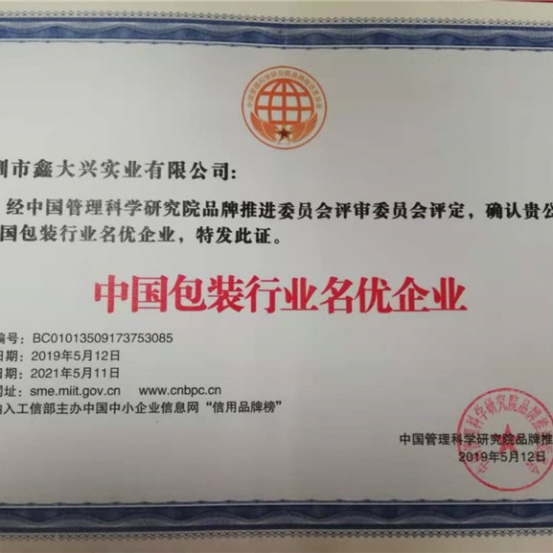 圳市鑫大兴实业有限公司:
经中国管理科学研究院品牌推进委员会评审委员会评定，确认贵公
国包装行业名优企业，特发此证。
中国包装行业名优企业
编号: BC01013509173753085
日期: 2019年5月12日
日期: 2021年5月11日
网址: sme.miit.gov.cn www.cnbpc.cn
纳入工信部主办中国中小企业信息网“信用品牌榜”
中国管理科学研究院品牌推
2019年5月12日